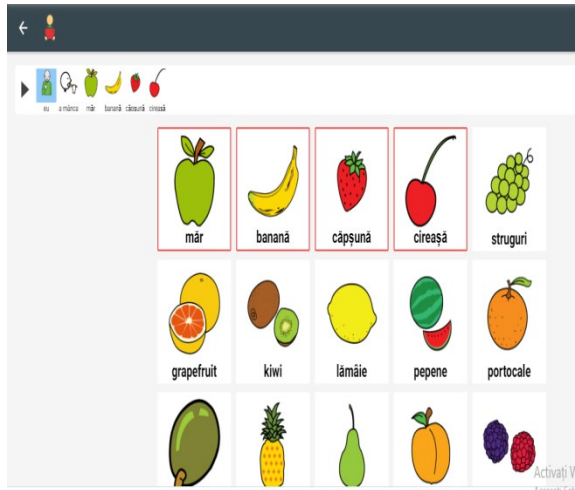 eu a mânca măr banană căpșună cireașă
măr banană căpșună cireașă struguri
grapefruit kiwi lămâie pepene portocale
Activați W